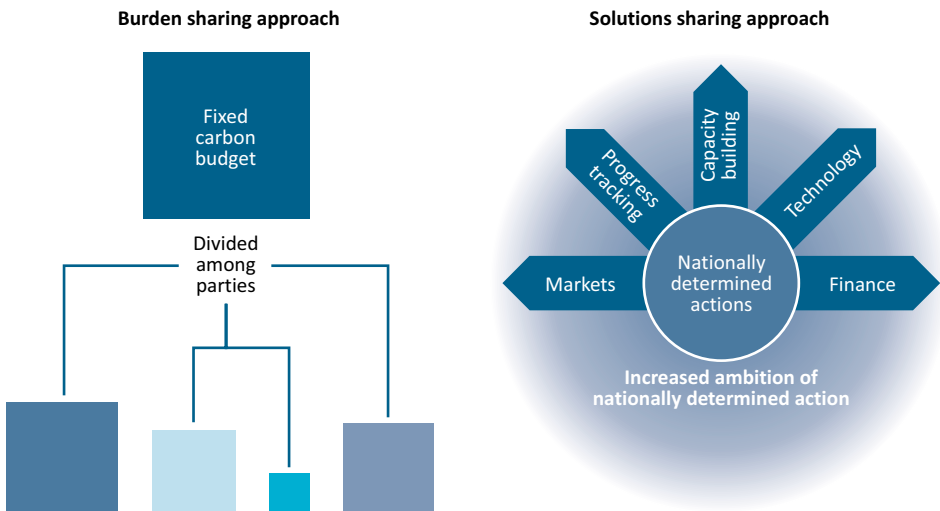 Burden sharing approach
Fixed
carbon
budget
Divided
among
parties
Solutions sharing approach
Markets
Progress
tracking
Capacity
building
Technology
Finance
Nationally
determined
actions
Increased ambition of
nationally determined action